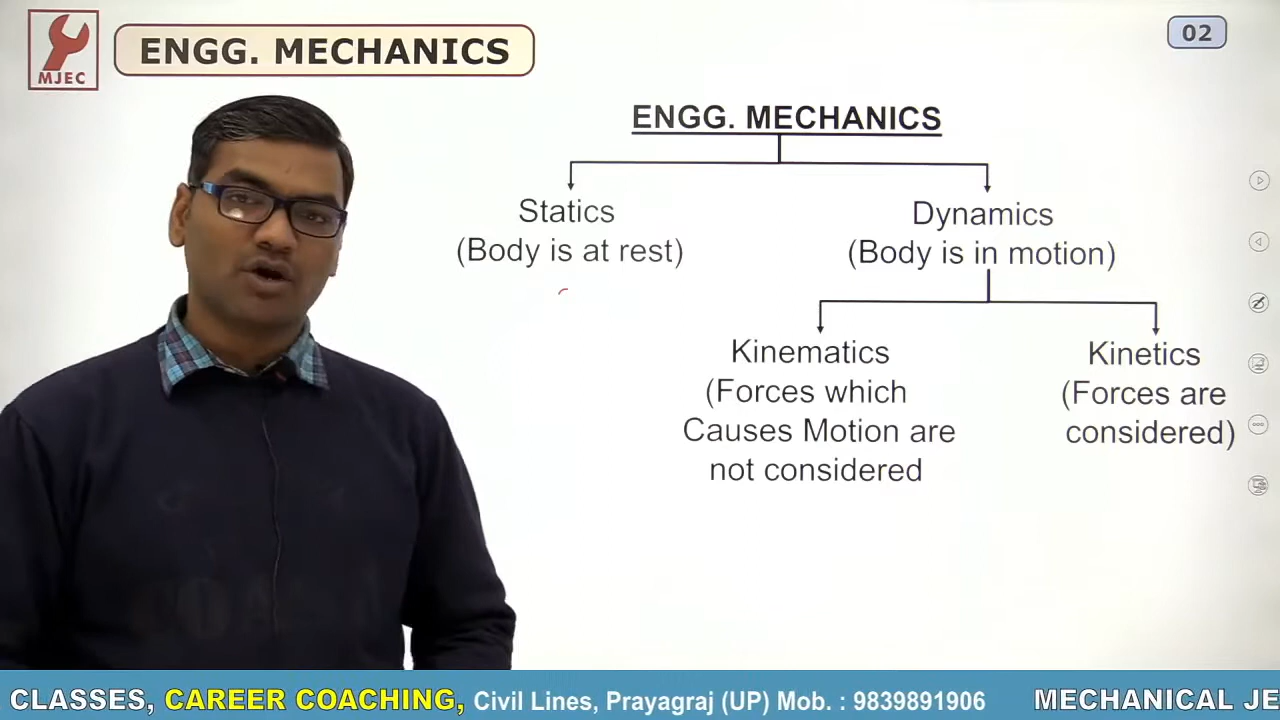 MJEC
ENGG. MECHANICS
02
ENGG. MECHANICS
Statics
(Body is at rest)
Dynamics
(Body is in motion)
Kinematics
(Forces which
Causes Motion are
not considered
Kinetics
(Forces are
considered)
CLASSES, CAREER COACHING, Civil Lines, Prayagraj (UP) Mob. : 9839891906 MECHANICAL JE